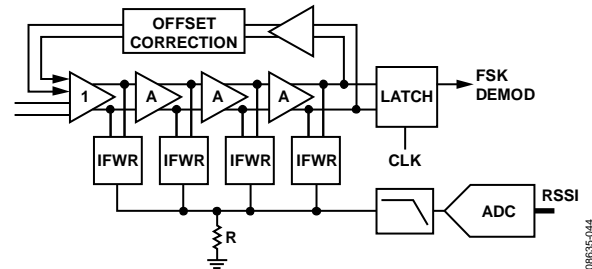 OFFSET
CORRECTION
1
A
A
A
LATCH
FSK
DEMOD
IFWR
IFWR
IFWR
IFWR
CLK
R
ADC
RSSI
08635-044